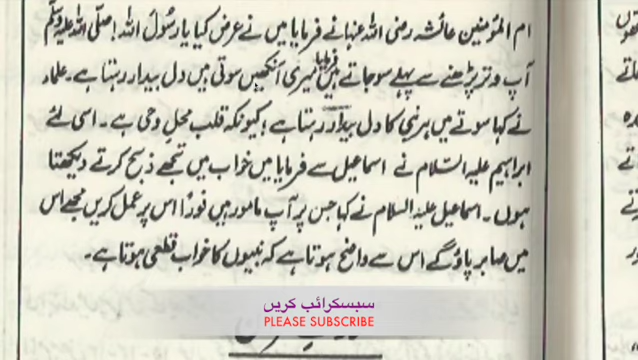 ام المؤمنین عائشہ رضی اللہ عنہا نے فرمایا میں نے عرض کیا یا رسول اللہ! صلی اللہ علیہ وسلم
آپ وتر پڑھنے سے پہلے سو جاتے ہیں فرمایا میری آنکھیں سوتی ہیں دل بیدار رہتا ہے۔ علماء
نے کہا سوتے میں ہر نبی کا دل بیدار رہتا ہے؛ کیونکہ قلب محل وحی ہے۔ اسی لئے
ابراہیم علیہ السلام نے اسماعیل سے فرمایا میں خواب میں تجھے ذبح کرتے دیکھتا
ہوں۔ اسماعیل علیہ السلام نے کہا جن پر آپ مامور ہیں فوراً اس پر عمل کریں مجھے اس
میں صابر پاؤ گے اس سے واضح ہوتا ہے کہ نبیوں کا خواب قطعی ہوتا ہے۔
سبسکرائب کریں
PLEASE SUBSCRIBE